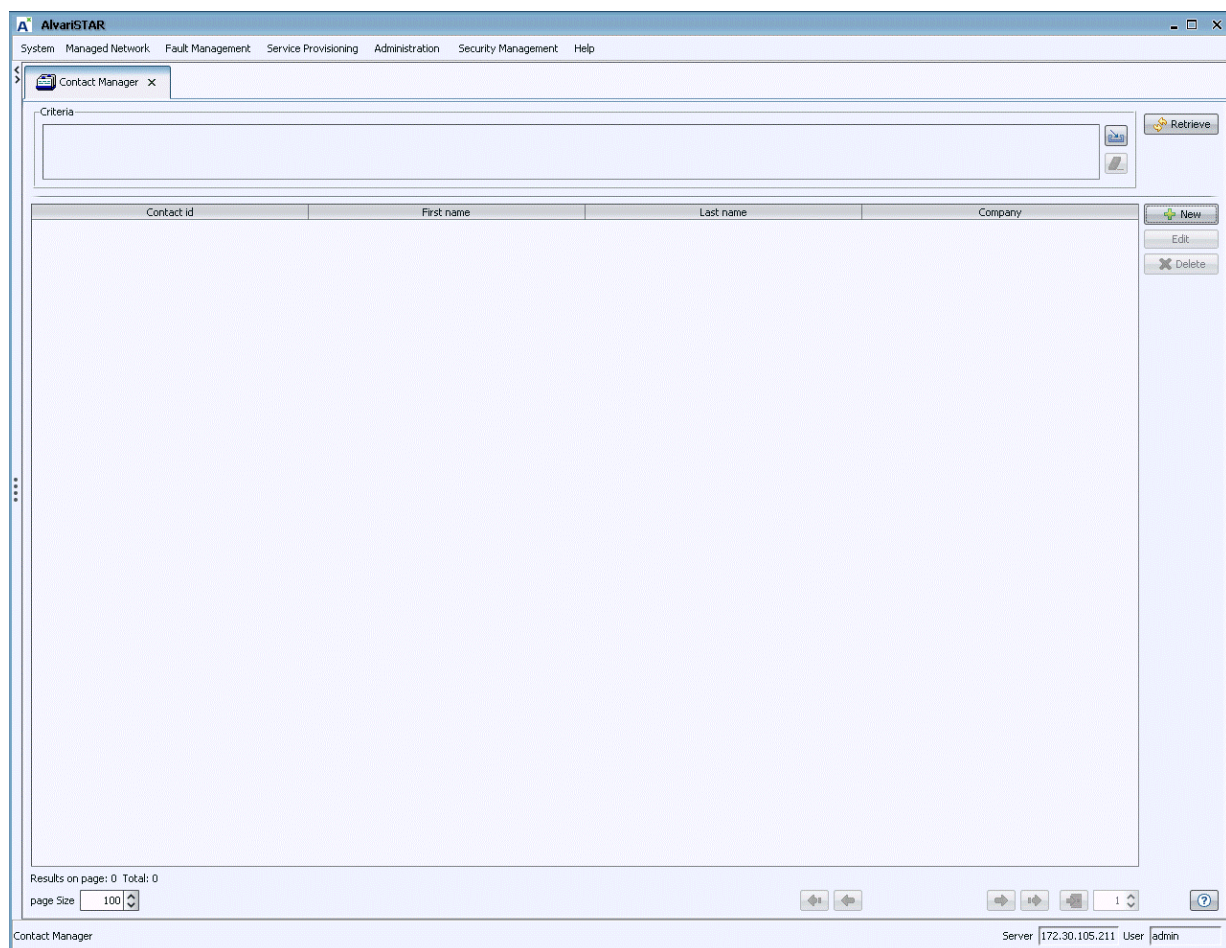 AlvariSTAR
System Managed Network Fault Management Service Provisioning Administration Security Management Help
Contact Manager
Criteria
Retrieve
Contact id First name Last name Company
New
Edit
Delete
Results on page: 0 Total: 0
page Size 100
1
Contact Manager Server 172.30.105.211 User admin